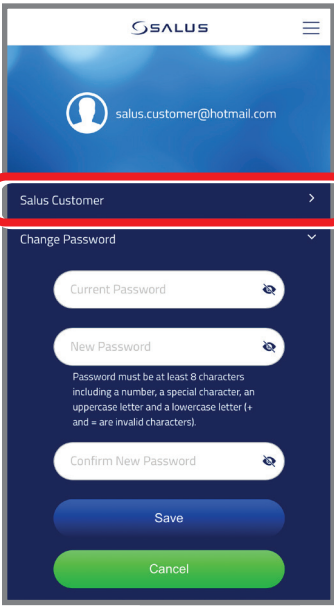 SALUS
salus.customer@hotmail.com
Salus Customer
Change Password
Current Password
New Password
Password must be at least 8 characters
including a number, a special character, an
uppercase letter and a lowercase letter (+
and = are invalid characters).
Confirm New Password
Save
Cancel